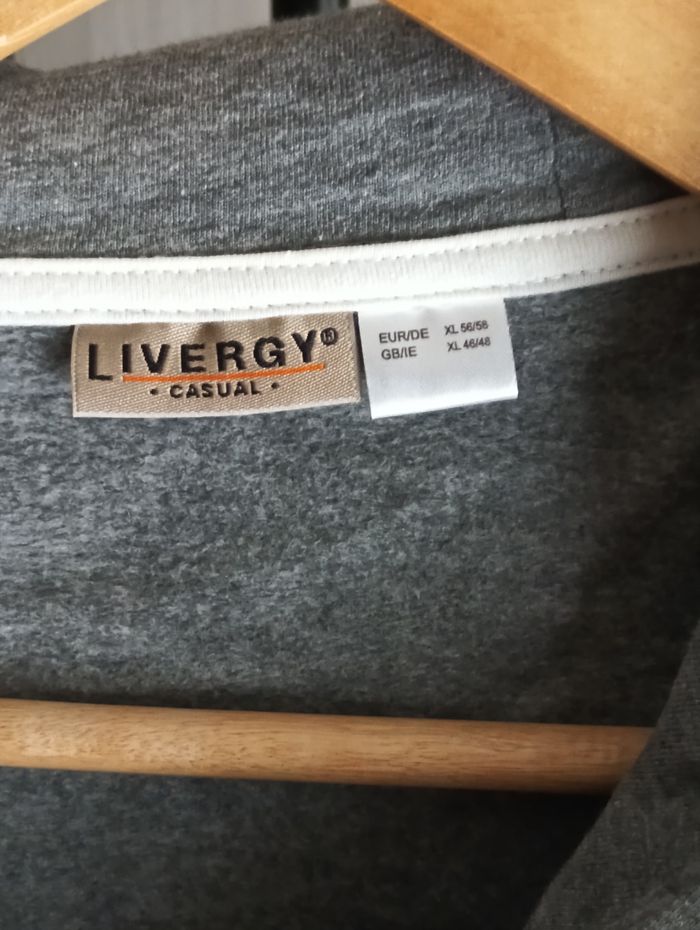 LIVERGY®
• CASUAL •
EUR/DE XL 56/58
GB/IE XL 46/48